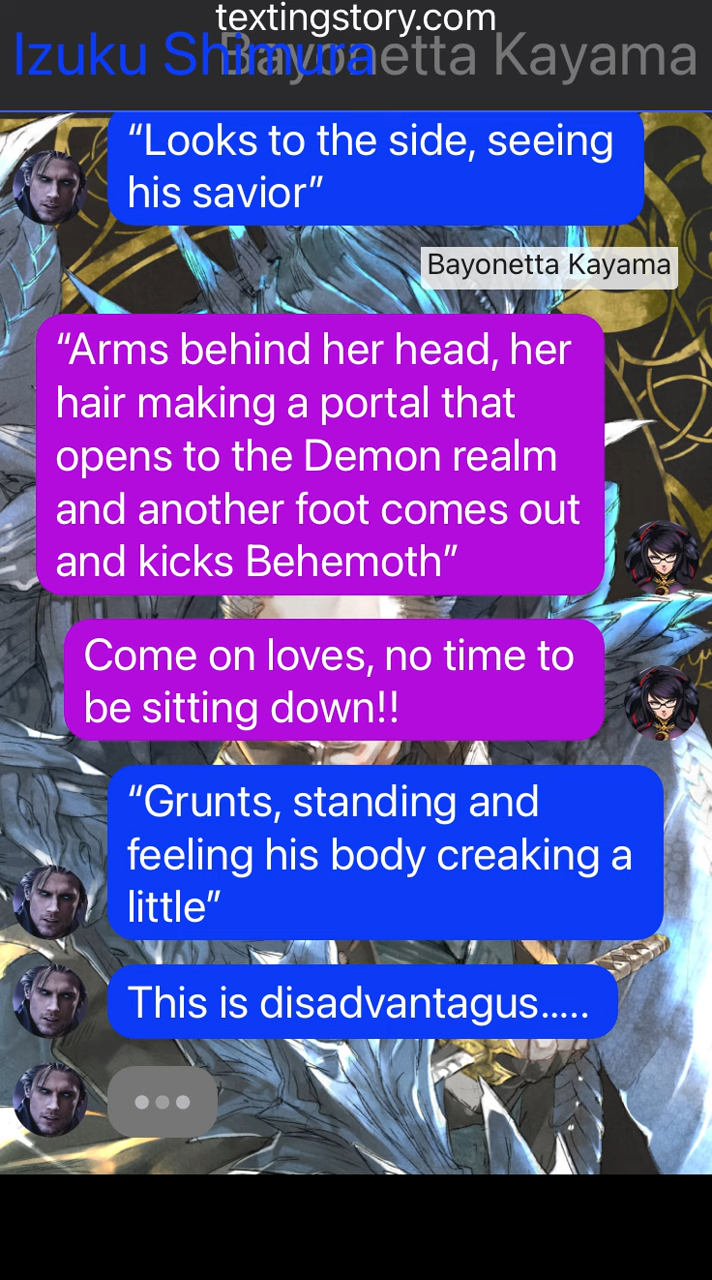 textingstory.com
Izuku Shimura
Bayonetta Kayama
“Looks to the side, seeing
his savior”
Bayonetta Kayama
“Arms behind her head, her
hair making a portal that
opens to the Demon realm
and another foot comes out
and kicks Behemoth”
Come on loves, no time to
be sitting down!!
“Grunts, standing and
feeling his body creaking a
little”
This is disadvantagus.....